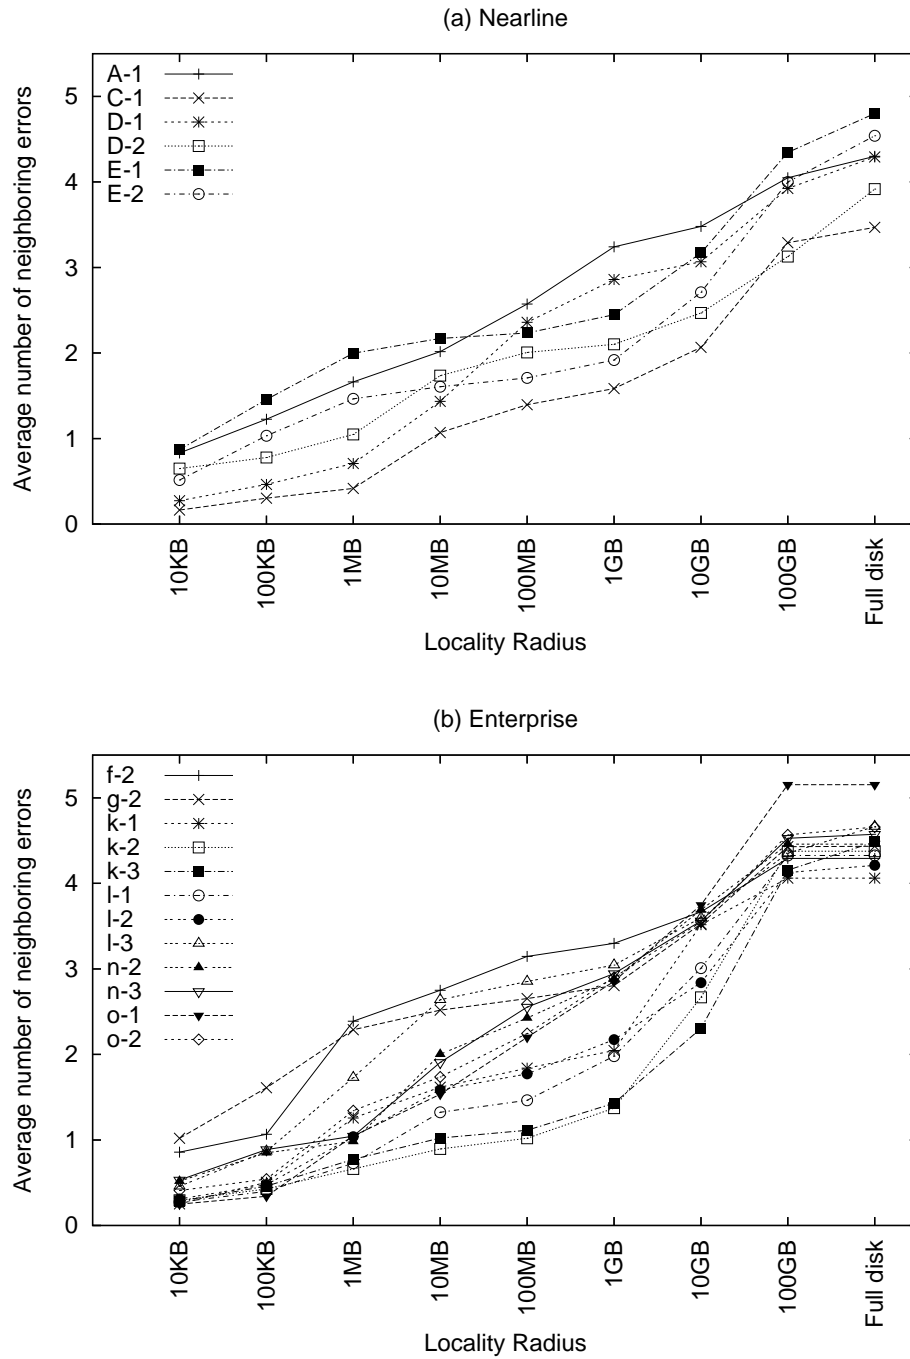 (a) Nearline
Average number of neighboring errors
5
4
3
2
1
0
A-1
C-1
D-1
D-2
E-1
E-2
10KB
100KB
1MB
10MB
100MB
1GB
10GB
100GB
Full disk
Locality Radius
(b) Enterprise
Average number of neighboring errors
5
4
3
2
1
0
f-2
g-2
k-1
k-2
k-3
l-1
l-2
l-3
n-2
n-3
o-1
o-2
10KB
100KB
1MB
10MB
100MB
1GB
10GB
100GB
Full disk
Locality Radius